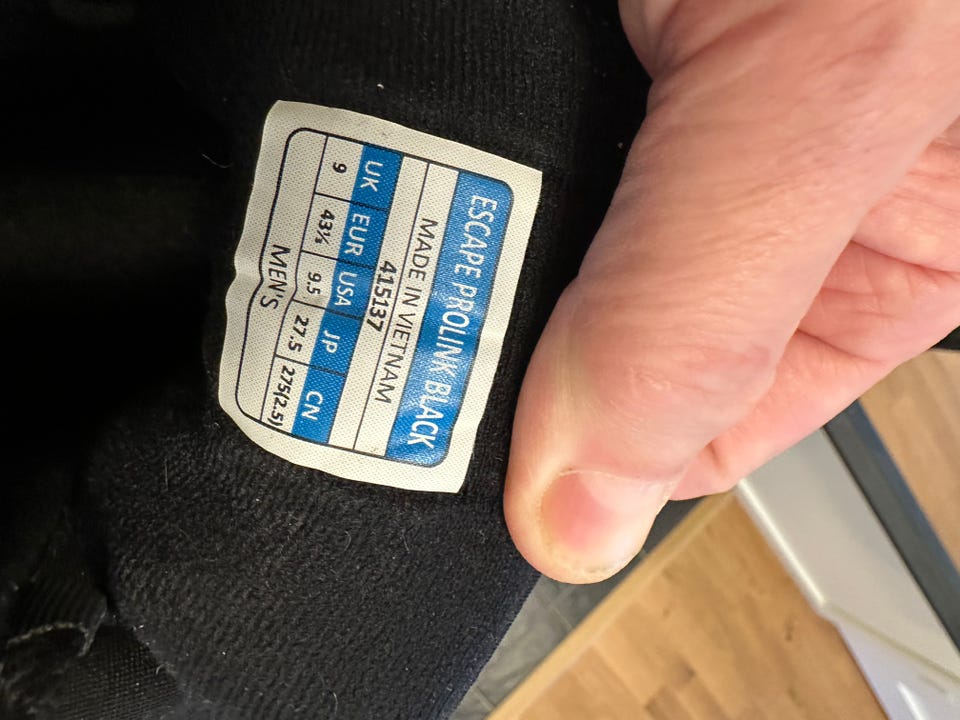 ESCAPE PROLINK BLACK
MADE IN VIETNAM
415137
UK EUR USA JP CN
9 43½ 9.5 27.5 275(2.5)
MEN'S